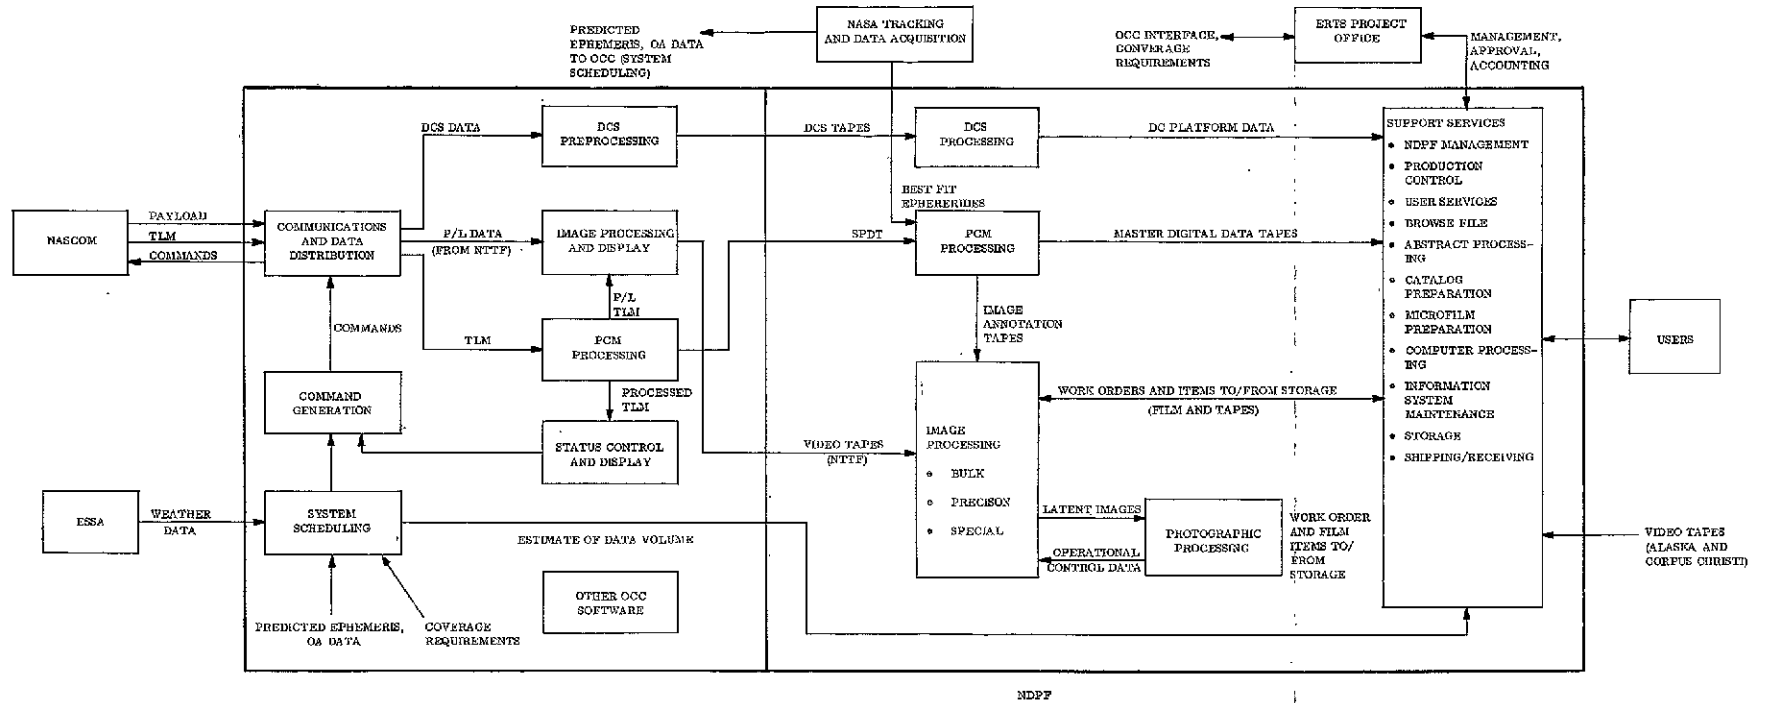 NASA TRACKING
AND DATA ACQUISITION
ERTS PROJECT
OFFICE
PREDICTED
EPHEMERIS, OA DATA
TO OCC (SYSTEM
SCHEDULING)
OCC INTERFACE,
CONVERAGE
REQUIREMENTS
MANAGEMENT,
APPROVAL,
ACCOUNTING
DCS DATA
DCS
PREPROCESSING
DCS TAPES
DCS
PROCESSING
DC PLATFORM DATA
SUPPORT SERVICES
• NDPF MANAGEMENT
• PRODUCTION
CONTROL
• USER SERVICES
• BROWSE FILE
• ABSTRACT PROCESS-
ING
• CATALOG
PREPARATION
• MICROFILM
PREPARATION
• COMPUTER PROCESS-
ING
• INFORMATION
SYSTEM
MAINTENANCE
• STORAGE
• SHIPPING/RECEIVING
NASCOM
PAYLOAD
TLM
COMMANDS
COMMUNICATIONS
AND DATA
DISTRIBUTION
P/L DATA
(FROM NTTF)
IMAGE PROCESSING
AND DISPLAY
SPDT
BEST FIT
EPHERERIDES
PCM
PROCESSING
MASTER DIGITAL DATA TAPES
P/L
TLM
IMAGE
ANNOTATION
TAPES
COMMANDS
TLM
PCM
PROCESSING
USERS
PROCESSED
TLM
COMMAND
GENERATION
WORK ORDERS AND ITEMS TO/FROM STORAGE
(FILM AND TAPES)
STATUS CONTROL
AND DISPLAY
VIDEO TAPES
(NTTF)
IMAGE
PROCESSING
• BULK
• PRECISON
• SPECIAL
ESSA
WEATHER
DATA
SYSTEM
SCHEDULING
ESTIMATE OF DATA VOLUME
LATENT IMAGES
OPERATIONAL
CONTROL DATA
PHOTOGRAPHIC
PROCESSING
WORK ORDER
AND FILM
ITEMS TO/
FROM
STORAGE
VIDEO TAPES
(ALASKA AND
CORPUS CHRISTI)
OTHER OCC
SOFTWARE
PREDICTED EPHEMERIS,
OA DATA
COVERAGE
REQUIREMENTS
NDPF